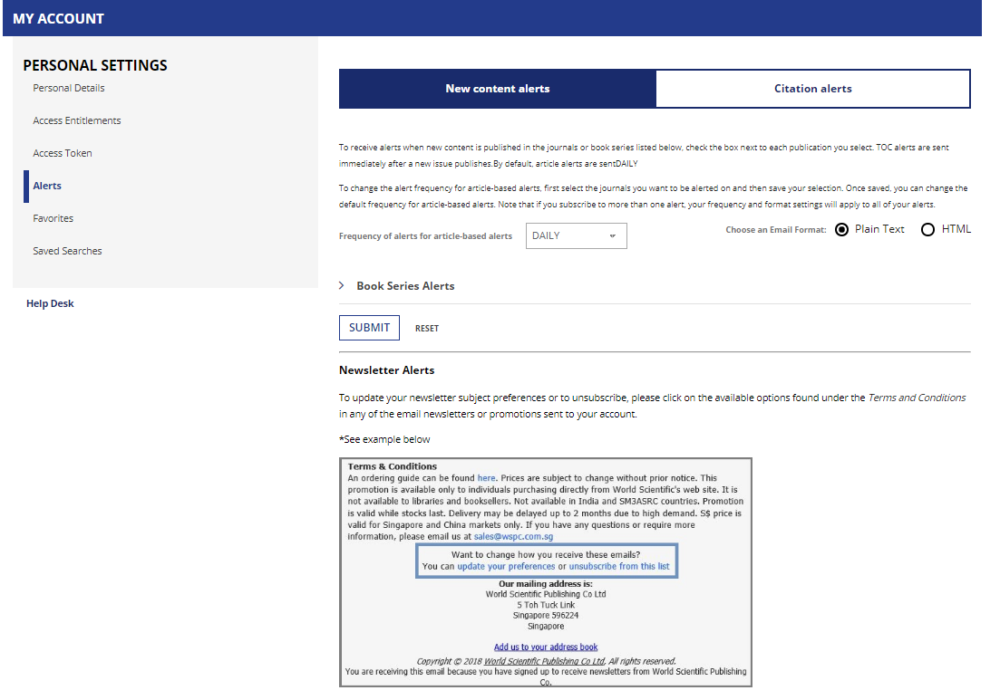 MY ACCOUNT
PERSONAL SETTINGS
Personal Details
Access Entitlements
Access Token
Alerts
Favorites
Saved Searches
Help Desk
New content alerts
Citation alerts
To receive alerts when new content is published in the journals or book series listed below, check the box next to each publication you select. TOC alerts are sent
immediately after a new issue publishes.By default, article alerts are sentDAILY
To change the alert frequency for article-based alerts, first select the journals you want to be alerted on and then save your selection. Once saved, you can change the
default frequency for article-based alerts. Note that if you subscribe to more than one alert, your frequency and format settings will apply to all of your alerts.
Frequency of alerts for article-based alerts
DAILY
Choose an Email Format:
Plain Text
HTML
Book Series Alerts
SUBMIT
RESET
Newsletter Alerts
To update your newsletter subject preferences or to unsubscribe, please click on the available options found under the Terms and Conditions
in any of the email newsletters or promotions sent to your account.
*See example below
Terms & Conditions
An ordering guide can be found here. Prices are subject to change without prior notice. This
promotion is available only to individuals purchasing directly from World Scientific's web site. It is
not available to libraries and booksellers. Not available in India and SM3ASRC countries. Promotion
is valid while stocks last. Delivery may be delayed up to 2 months due to high demand. S$ price is
valid for Singapore and China markets only. If you have any questions or require more
information, please email us at sales@wspc.com.sg
Want to change how you receive these emails?
You can update your preferences or unsubscribe from this list
Our mailing address is:
World Scientific Publishing Co Ltd
5 Toh Tuck Link
Singapore 596224
Singapore
Add us to your address book
Copyright © 2018 World Scientific Publishing Co Ltd, All rights reserved.
You are receiving this email because you have signed up to receive newsletters from World Scientific Publishing
Co.